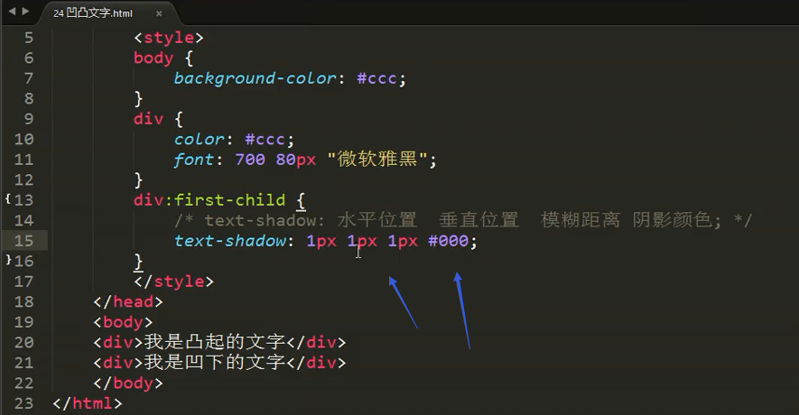 24 凹凸文字.html ×
5 <style>
6 body {
7 background-color: #ccc;
8 }
9 div {
10 color: #ccc;
11 font: 700 80px "微软雅黑";
12 }
13 div:first-child {
14 /* text-shadow: 水平位置 垂直位置 模糊距离 阴影颜色; */
15 text-shadow: 1px 1px 1px #000;
16 }
17 </style>
18 </head>
19 <body>
20 <div>我是凸起的文字</div>
21 <div>我是凹下的文字</div>
22 </body>
23 </html>